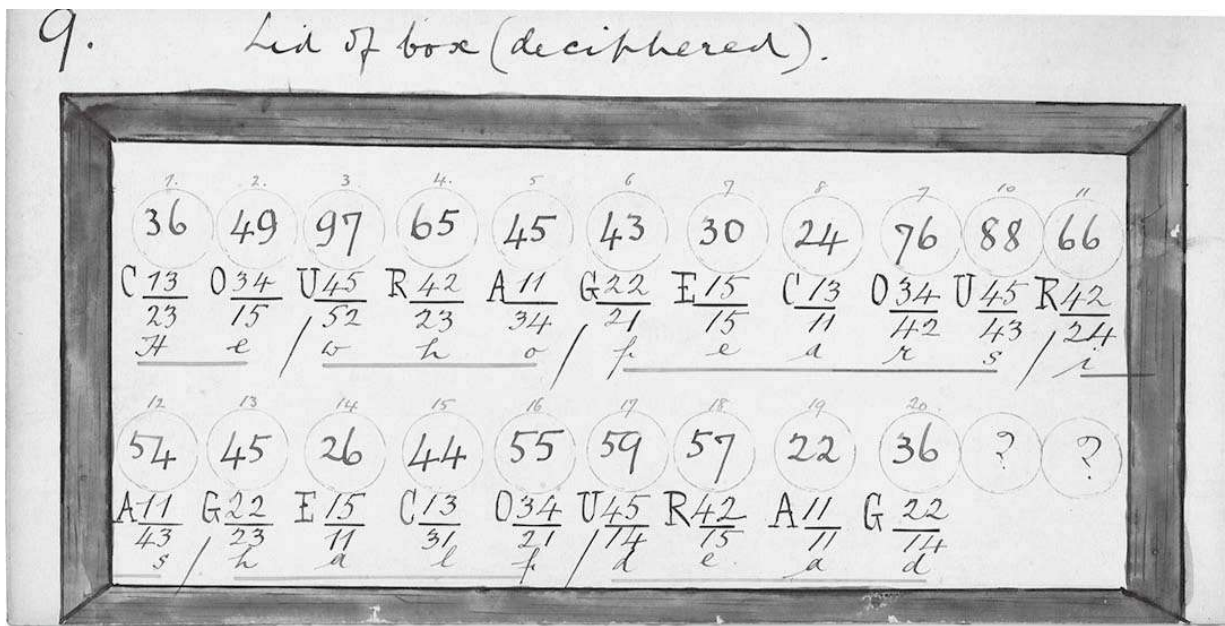 9. Lid of box (deciphered).
1. 2. 3 4. 5 6 7 8 7 10 11
36 49 97 65 45 43 30 24 76 88 66
C 13 O 34 U 45 R 42 A 11 G 22 E 15 C 13 O 34 U 45 R 42
23 15 52 23 34 21 15 11 42 43 24
H e / w h o / f e a r s / i
12 13 14 15 16 17 18 19 20.
54 45 26 44 55 59 57 22 36 ? ?
A 11 G 22 E 15 C 13 O 34 U 45 R 42 A 11 G 22
43 23 11 31 21 14 15 11 14
s / h a l f / d e a d